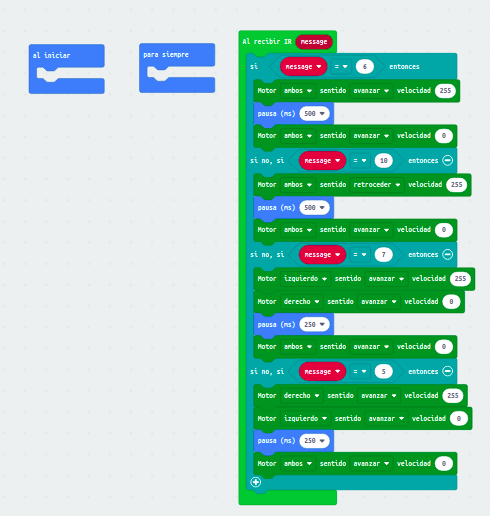 al iniciar
para siempre
Al recibir IR message
si message = 6 entonces
Motor ambos sentido avanzar velocidad 255
pausa (ms) 500
Motor ambos sentido avanzar velocidad 0
si no, si message = 10 entonces
Motor ambos sentido retroceder velocidad 255
pausa (ms) 500
Motor ambos sentido avanzar velocidad 0
si no, si message = 7 entonces
Motor izquierdo sentido avanzar velocidad 255
Motor derecho sentido avanzar velocidad 0
pausa (ms) 250
Motor ambos sentido avanzar velocidad 0
si no, si message = 5 entonces
Motor derecho sentido avanzar velocidad 255
Motor izquierdo sentido avanzar velocidad 0
pausa (ms) 250
Motor ambos sentido avanzar velocidad 0